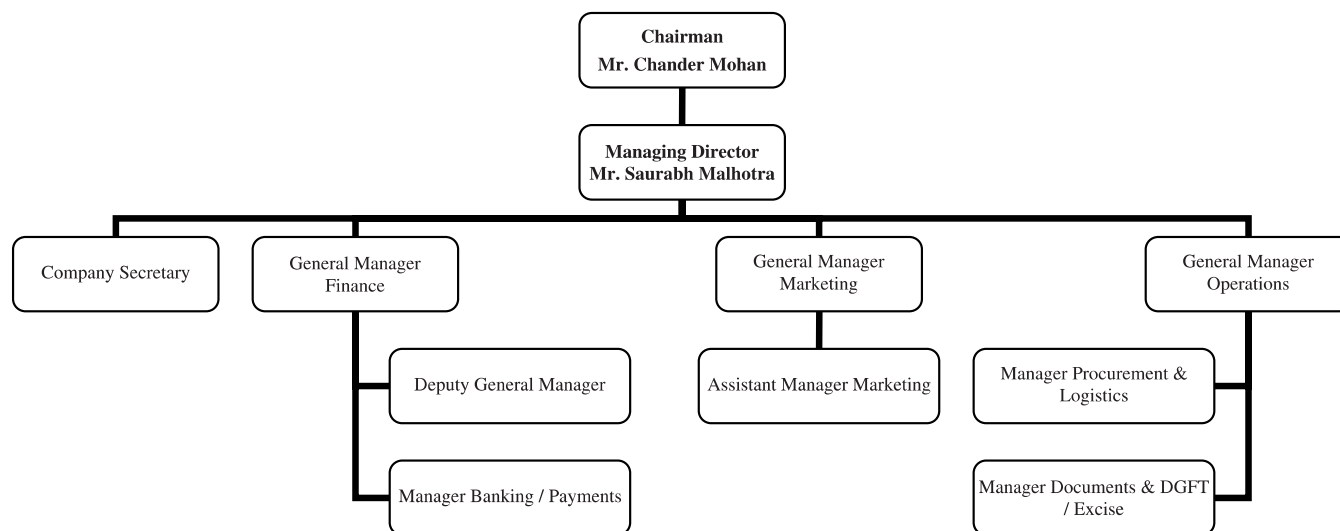 Chairman
Mr. Chander Mohan
Managing Director
Mr. Saurabh Malhotra
Company Secretary
General Manager
Finance
General Manager
Marketing
General Manager
Operations
Deputy General Manager
Assistant Manager Marketing
Manager Procurement &
Logistics
Manager Banking / Payments
Manager Documents & DGFT
/ Excise